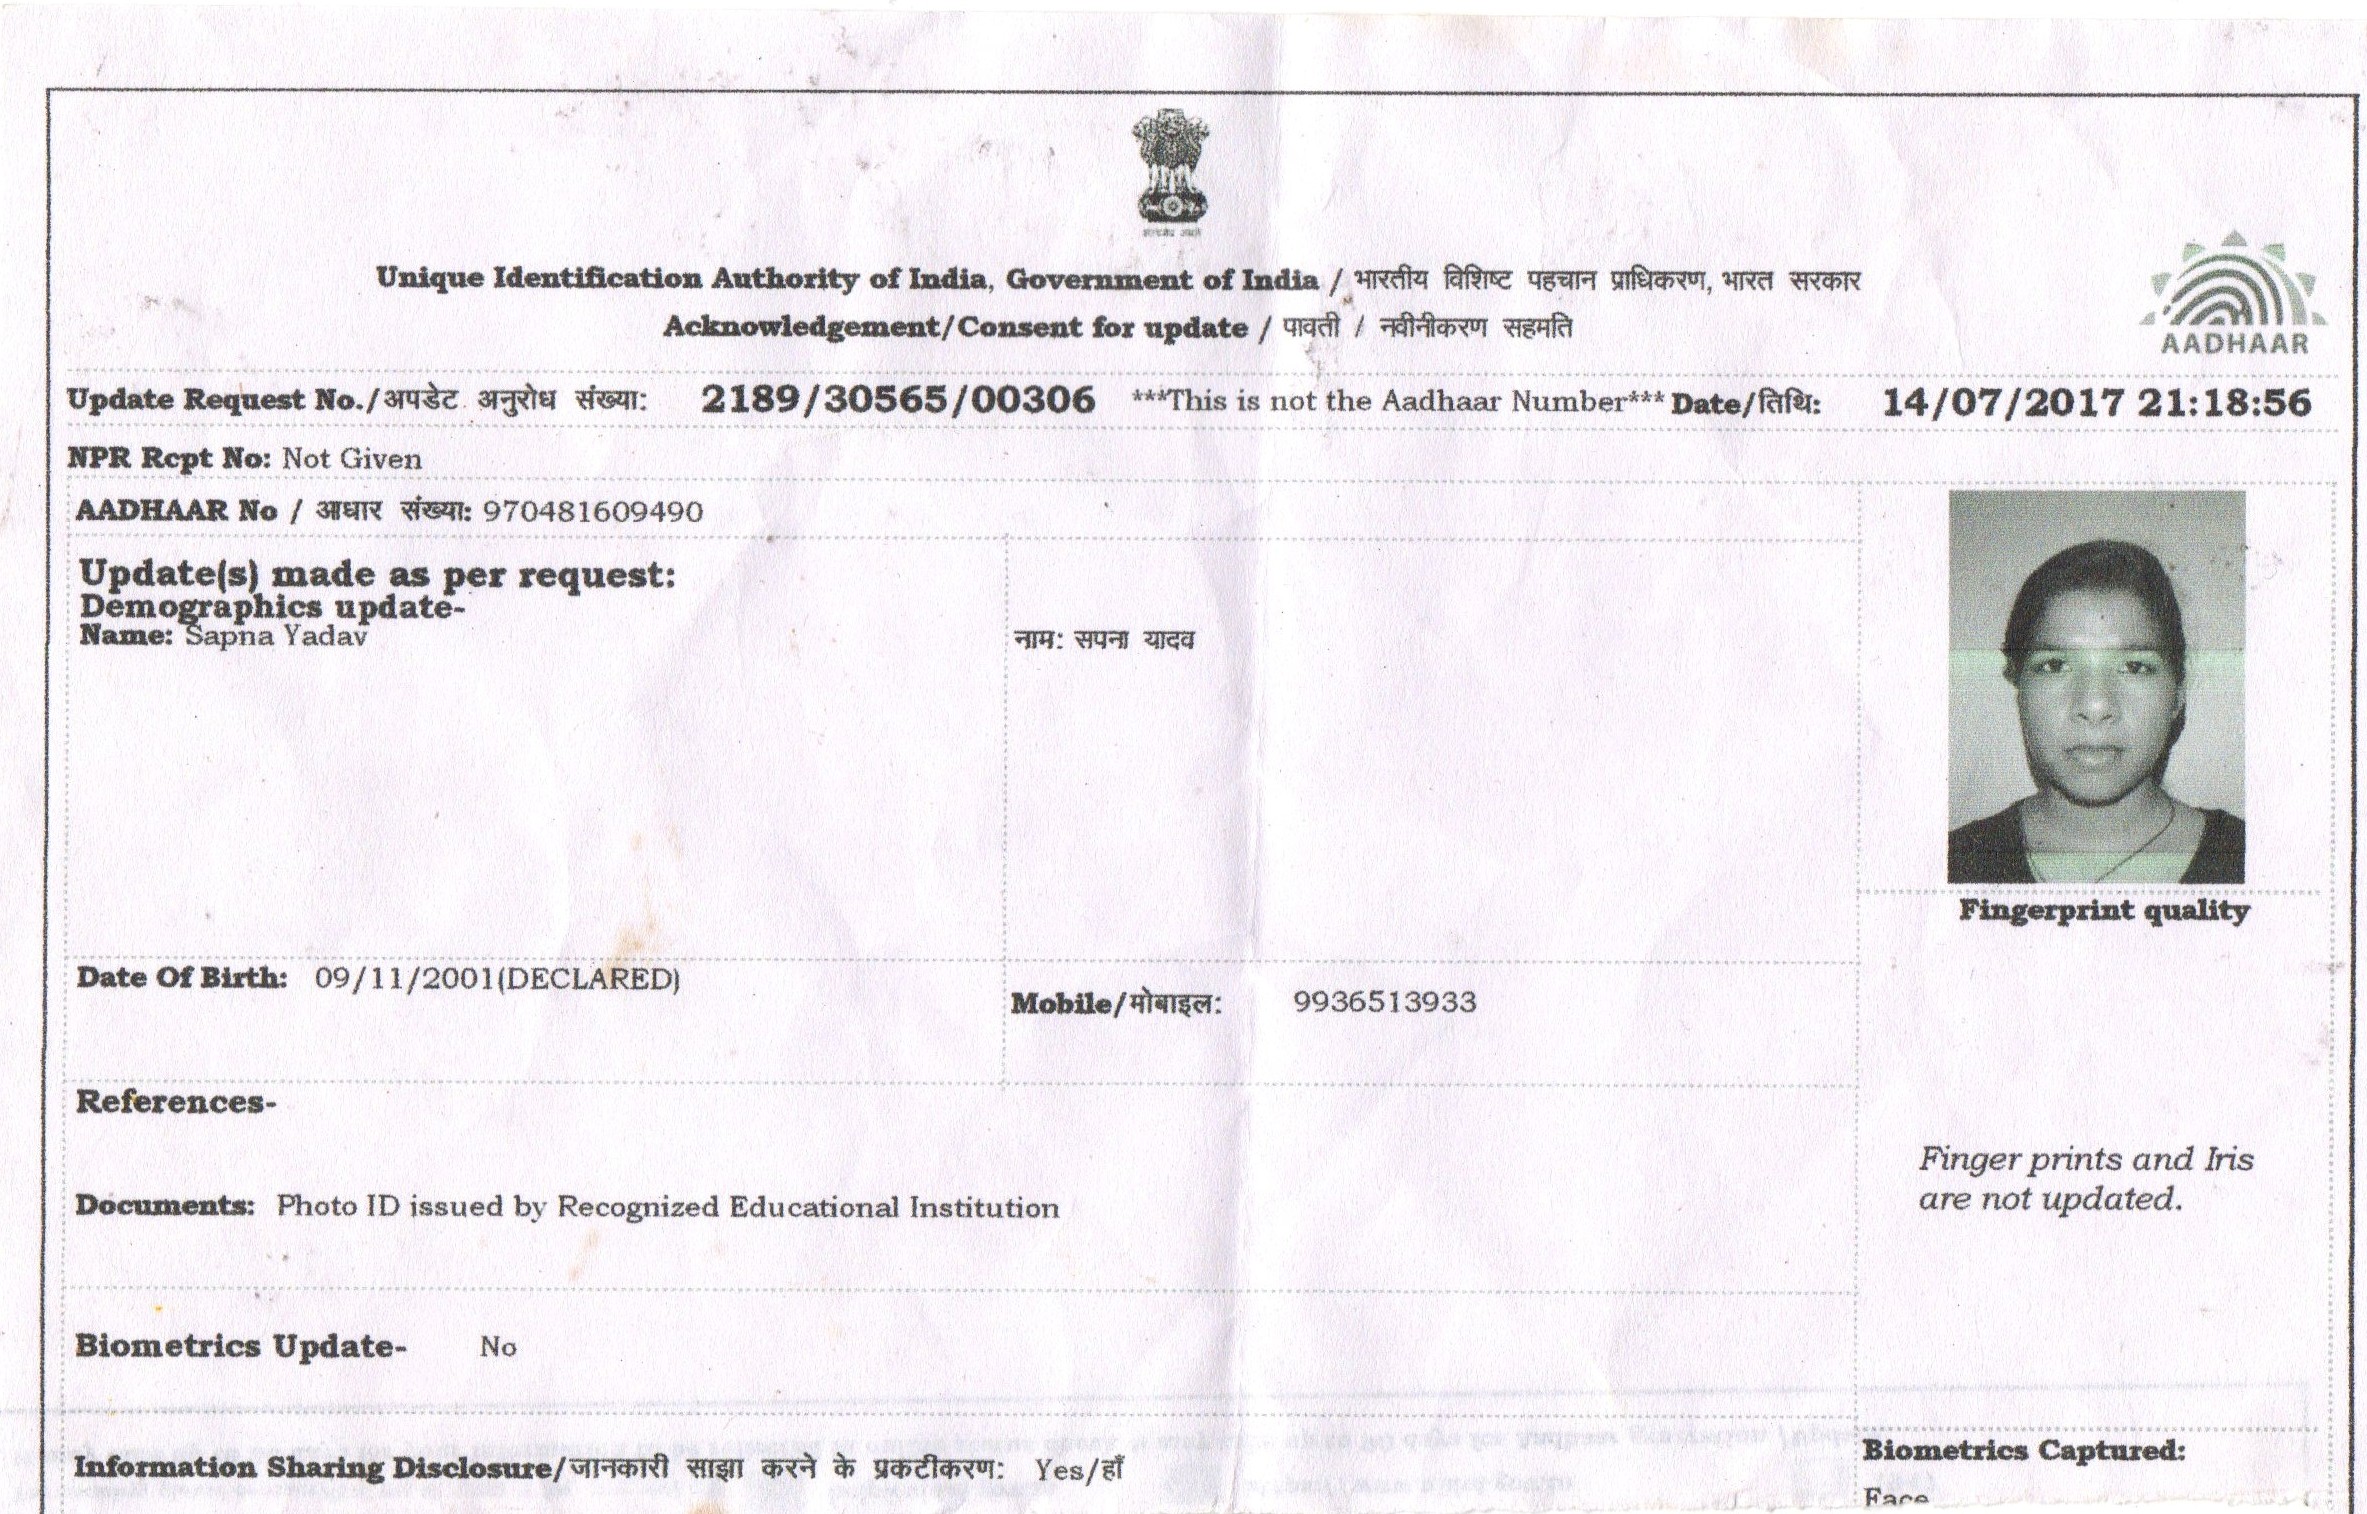 Unique Identification Authority of India, Government of India / भारतीय विशिष्ट पहचान प्राधिकरण, भारत सरकार
Acknowledgement/Consent for update / पावती / नवीनीकरण सहमति
AADHAAR
Update Request No./अपडेट अनुरोध संख्या: 2189/30565/00306 ***This is not the Aadhaar Number*** Date/तिथि: 14/07/2017 21:18:56
NPR Rcpt No: Not Given
AADHAAR No / आधार संख्या: 970481609490
Update(s) made as per request:
Demographics update-
Name: Sapna Yadav नाम: सपना यादव
Fingerprint quality
Date Of Birth: 09/11/2001(DECLARED)
Mobile/मोबाइल: 9936513933
References-
Finger prints and Iris
are not updated.
Documents: Photo ID issued by Recognized Educational Institution
Biometrics Update- No
Biometrics Captured:
Information Sharing Disclosure/जानकारी साझा करने के प्रकटीकरण: Yes/हाँ
Face